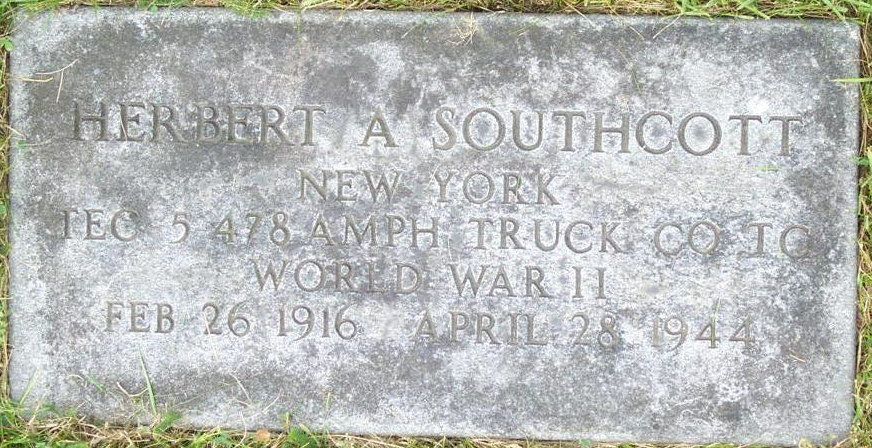 HERBERT A SOUTHCOTT
NEW YORK
TEC 5 478 AMPH TRUCK CO TC
WORLD WAR II
FEB 26 1916 APRIL 28 1944